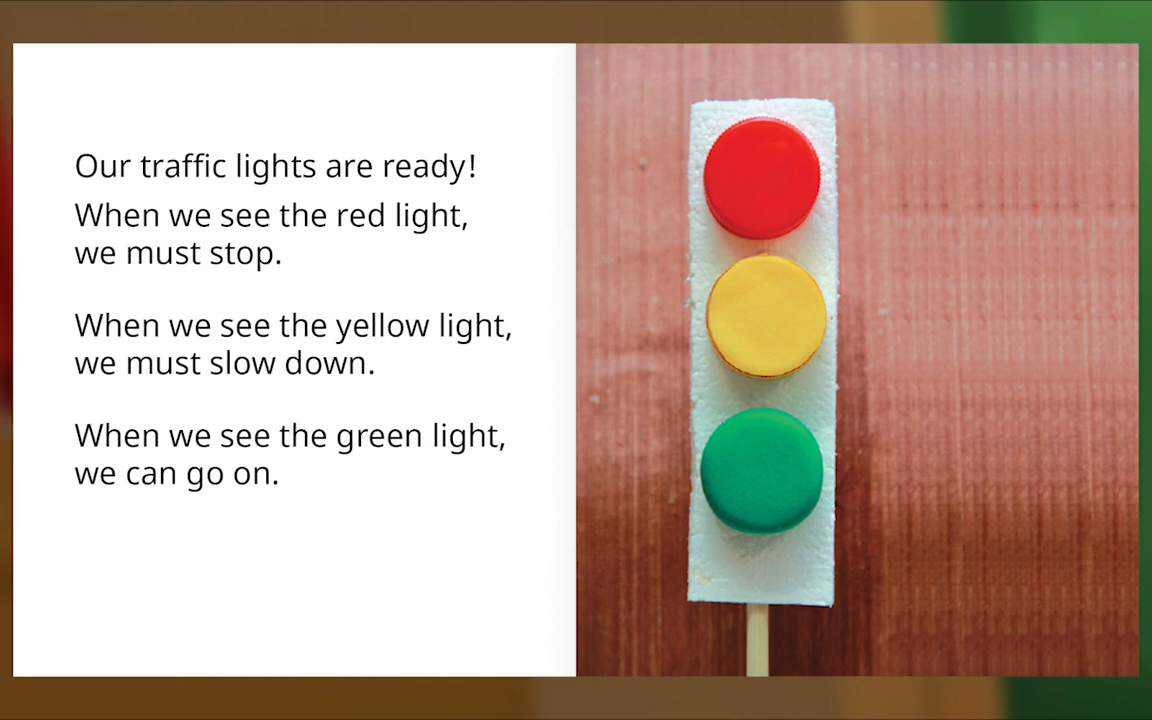 Our traffic lights are ready!
When we see the red light,
we must stop.
When we see the yellow light,
we must slow down.
When we see the green light,
we can go on.